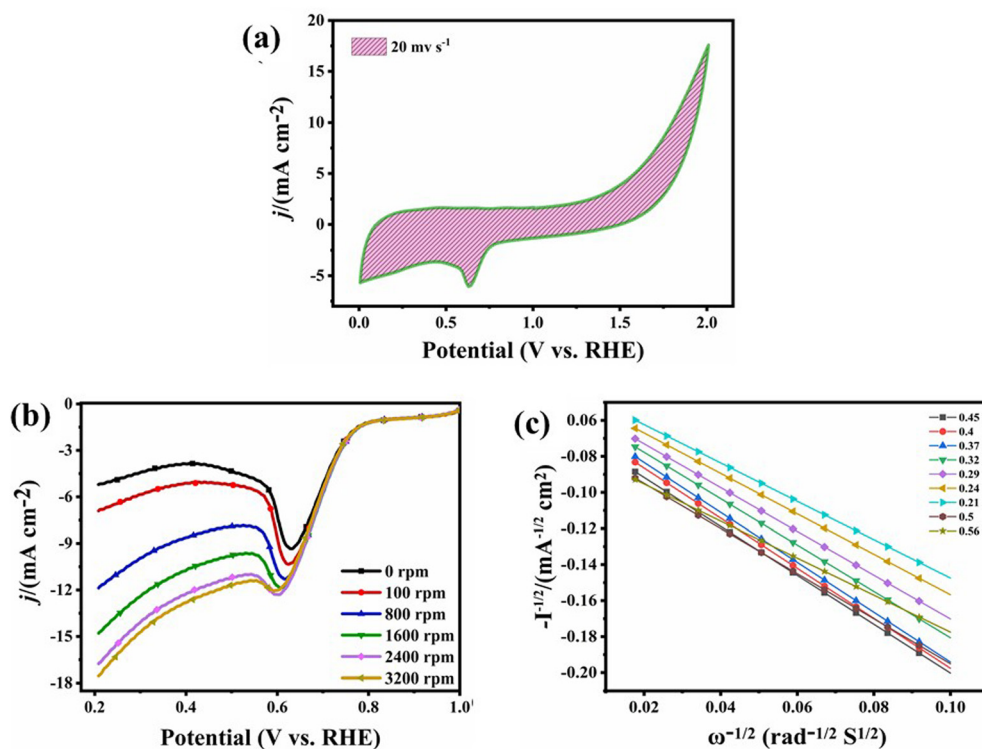 (a)
20
15
10
5
0
-5
j/(mA cm-2)
20 mv s-1
0.0 0.5 1.0 1.5 2.0
Potential (V vs. RHE)
(b)
0
-3
-6
-9
-12
-15
-18
j/(mA cm-2)
0 rpm
100 rpm
800 rpm
1600 rpm
2400 rpm
3200 rpm
0.2 0.4 0.6 0.8 1.0
Potential (V vs. RHE)
(c)
-0.06
-0.08
-0.10
-0.12
-0.14
-0.16
-0.18
-0.20
-I-1/2/(mA-1/2 cm2)
0.45
0.4
0.37
0.32
0.29
0.24
0.21
0.5
0.56
0.02 0.04 0.06 0.08 0.10
ω-1/2 (rad-1/2 S1/2)